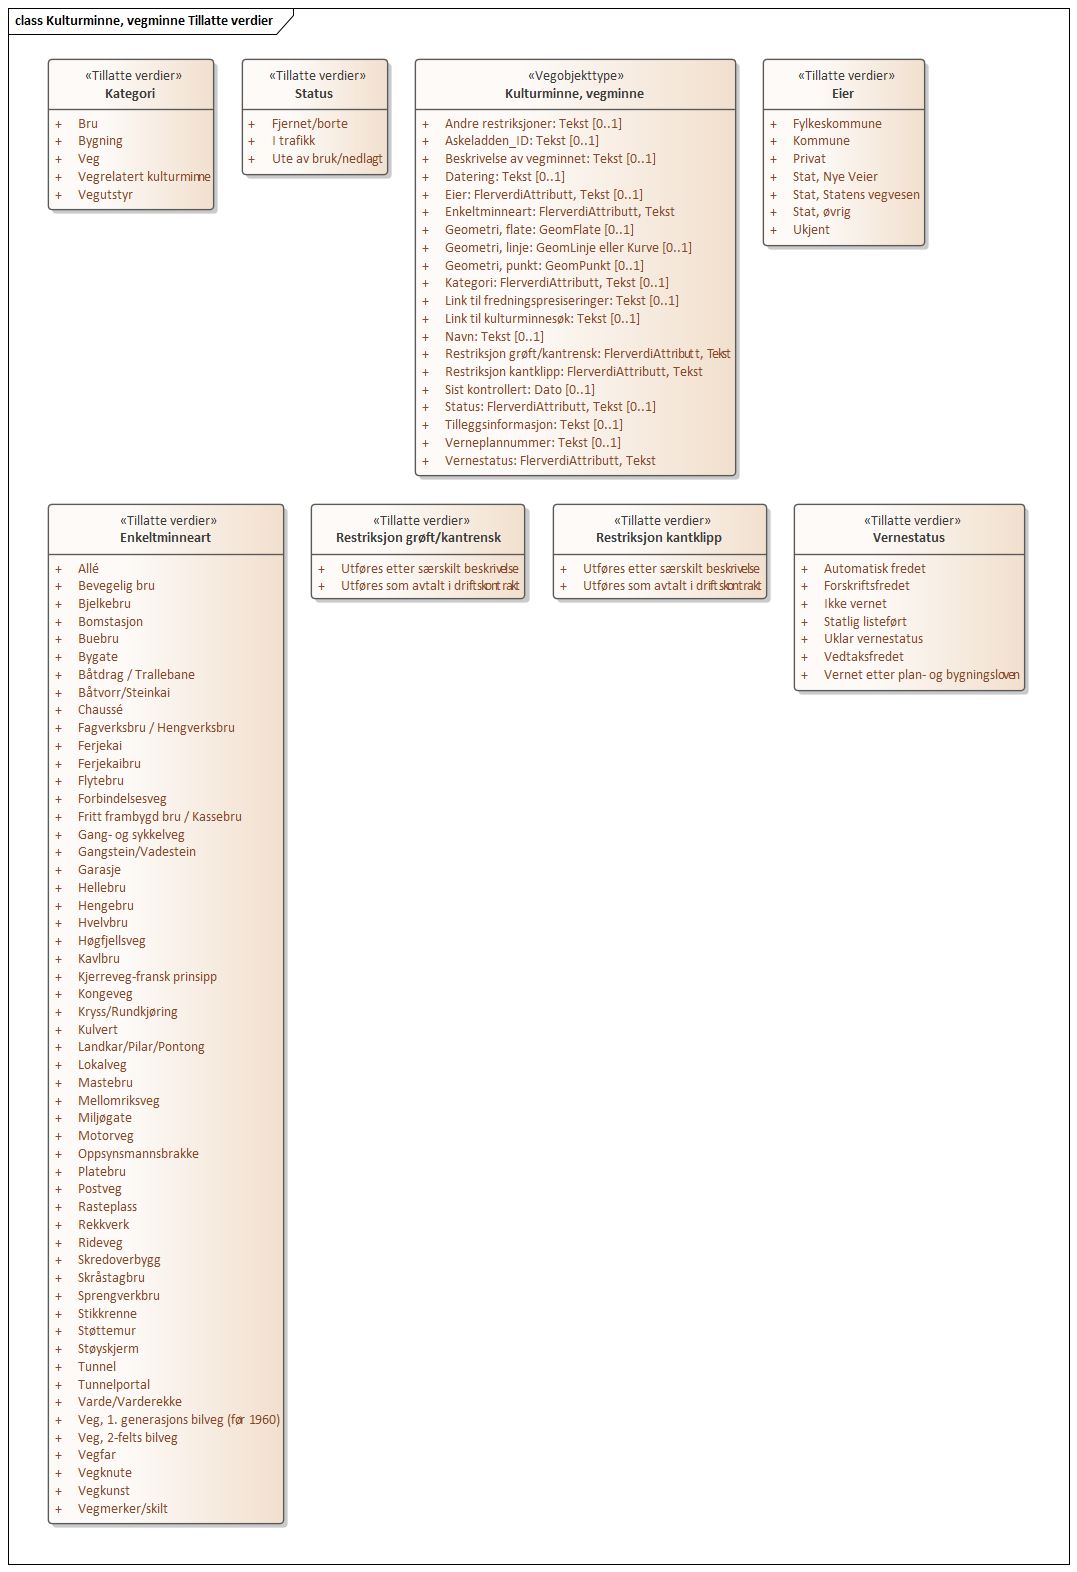 class Kulturminne, vegminne Tillatte verdier
«Tillatte verdier»
Kategori
+ Bru
+ Bygning
+ Veg
+ Vegrelatert kulturminne
+ Vegutstyr
«Tillatte verdier»
Status
+ Fjernet/borte
+ I trafikk
+ Ute av bruk/nedlagt
«Vegobjekttype»
Kulturminne, vegminne
+ Andre restriksjoner: Tekst [0..1]
+ Askeladden_ID: Tekst [0..1]
+ Beskrivelse av vegminnet: Tekst [0..1]
+ Datering: Tekst [0..1]
+ Eier: FlerverdiAttributt, Tekst [0..1]
+ Enkeltminneart: FlerverdiAttributt, Tekst
+ Geometri, flate: GeomFlate [0..1]
+ Geometri, linje: GeomLinje eller Kurve [0..1]
+ Geometri, punkt: GeomPunkt [0..1]
+ Kategori: FlerverdiAttributt, Tekst [0..1]
+ Link til fredningspresiseringer: Tekst [0..1]
+ Link til kulturminnesøk: Tekst [0..1]
+ Navn: Tekst [0..1]
+ Restriksjon grøft/kantrensk: FlerverdiAttributt, Tekst
+ Restriksjon kantklipp: FlerverdiAttributt, Tekst
+ Sist kontrollert: Dato [0..1]
+ Status: FlerverdiAttributt, Tekst [0..1]
+ Tilleggsinformasjon: Tekst [0..1]
+ Verneplannummer: Tekst [0..1]
+ Vernestatus: FlerverdiAttributt, Tekst
«Tillatte verdier»
Eier
+ Fylkeskommune
+ Kommune
+ Privat
+ Stat, Nye Veier
+ Stat, Statens vegvesen
+ Stat, øvrig
+ Ukjent
«Tillatte verdier»
Enkeltminneart
+ Allé
+ Bevegelig bru
+ Bjelkebru
+ Bomstasjon
+ Buebru
+ Bygate
+ Båtdrag / Trallebane
+ Båtvorr/Steinkai
+ Chaussé
+ Fagverksbru / Hengverksbru
+ Ferjekai
+ Ferjekaibru
+ Flytebru
+ Forbindelsesveg
+ Fritt frambygd bru / Kassebru
+ Gang- og sykkelveg
+ Gangstein/Vadestein
+ Garasje
+ Hellebru
+ Hengebru
+ Hvelvbru
+ Høgfjellsveg
+ Kavlbru
+ Kjerreveg-fransk prinsipp
+ Kongeveg
+ Kryss/Rundkjøring
+ Kulvert
+ Landkar/Pilar/Pontong
+ Lokalveg
+ Mastebru
+ Mellomriksveg
+ Miljøgate
+ Motorveg
+ Oppsynsmannsbrakke
+ Platebru
+ Postveg
+ Rasteplass
+ Rekkverk
+ Rideveg
+ Skredoverbygg
+ Skråstagbru
+ Sprengverkbru
+ Stikkrenne
+ Støttemur
+ Støyskjerm
+ Tunnel
+ Tunnelportal
+ Varde/Varderekke
+ Veg, 1. generasjons bilveg (før 1960)
+ Veg, 2-felts bilveg
+ Vegfar
+ Vegknute
+ Vegkunst
+ Vegmerker/skilt
«Tillatte verdier»
Restriksjon grøft/kantrensk
+ Utføres etter særskilt beskrivelse
+ Utføres som avtalt i driftskontrakt
«Tillatte verdier»
Restriksjon kantklipp
+ Utføres etter særskilt beskrivelse
+ Utføres som avtalt i driftskontrakt
«Tillatte verdier»
Vernestatus
+ Automatisk fredet
+ Forskriftsfredet
+ Ikke vernet
+ Statlig listeført
+ Uklar vernestatus
+ Vedtaksfredet
+ Vernet etter plan- og bygningsloven